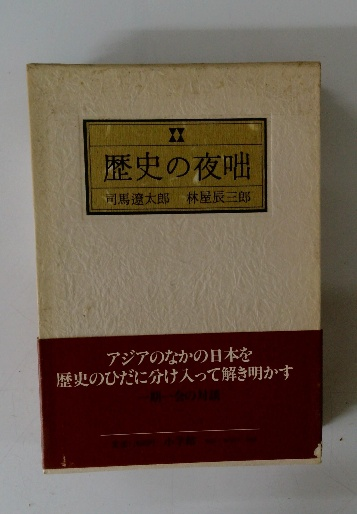 歴史の夜咄
司馬遼太郎 林屋辰三郎
アジアのなかの日本を
歴史のひだに分け入って解き明かす